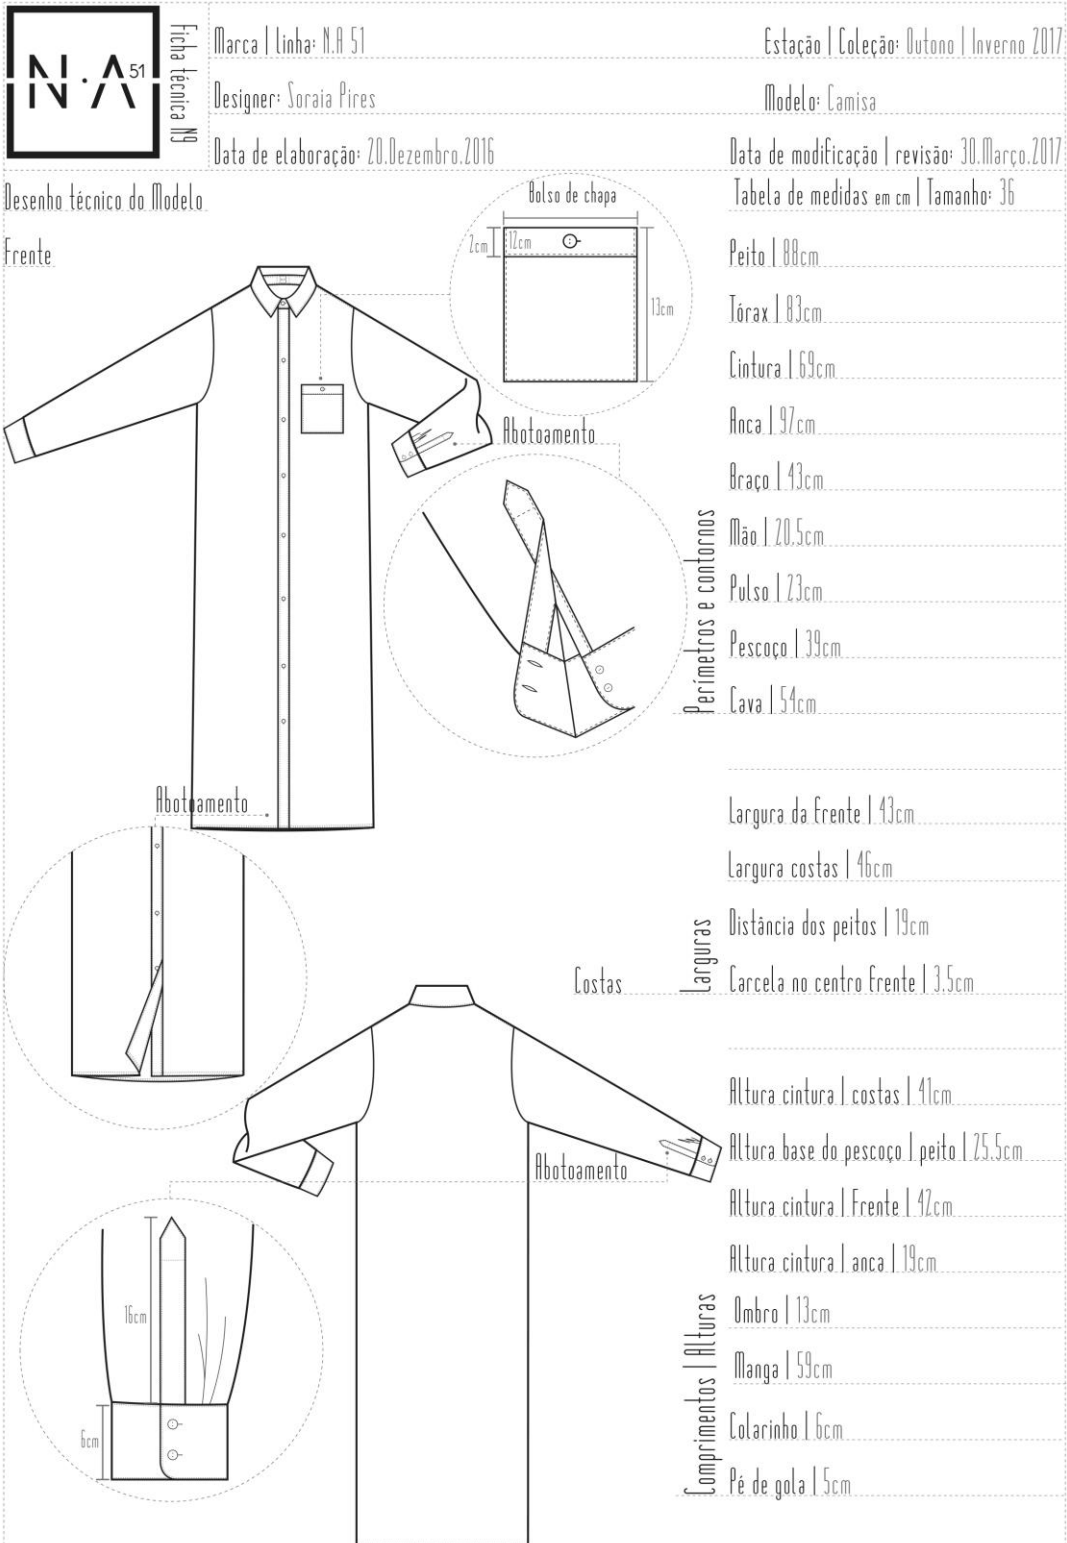 N.A 51
Ficha técnica Nº
Marca | linha: N.A 51
Estação | Coleção: Outono | Inverno 2017
Designer: Soraia Pires
Modelo: Camisa
Data de elaboração: 20.Dezembro.2016
Data de modificação | revisão: 30.Março.2017
Desenho técnico do Modelo
Tabela de medidas em cm | Tamanho: 36
Frente
Bolso de chapa
2cm
12cm
13cm
Abotoamento
Abotoamento
Costas
Abotoamento
16cm
6cm
Perímetros e contornos
Peito | 88cm
Tórax | 83cm
Cintura | 69cm
Anca | 97cm
Braço | 43cm
Mão | 20.5cm
Pulso | 23cm
Pescoço | 39cm
Cava | 54cm
Larguras
Largura da frente | 43cm
Largura costas | 46cm
Distância dos peitos | 19cm
Carcela no centro frente | 3.5cm
Comprimentos | Alturas
Altura cintura | costas | 41cm
Altura base do pescoço | peito | 25.5cm
Altura cintura | Frente | 42cm
Altura cintura | anca | 19cm
Ombro | 13cm
Manga | 59cm
Colarinho | 6cm
Pé de gola | 5cm